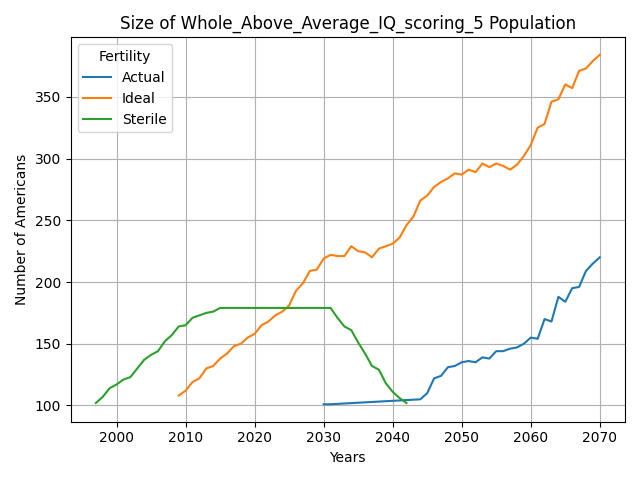 Size of Whole_Above_Average_IQ_scoring_5 Population
Fertility
Actual
Ideal
Sterile
Number of Americans
350
300
250
200
150
100
2000 2010 2020 2030 2040 2050 2060 2070
Years